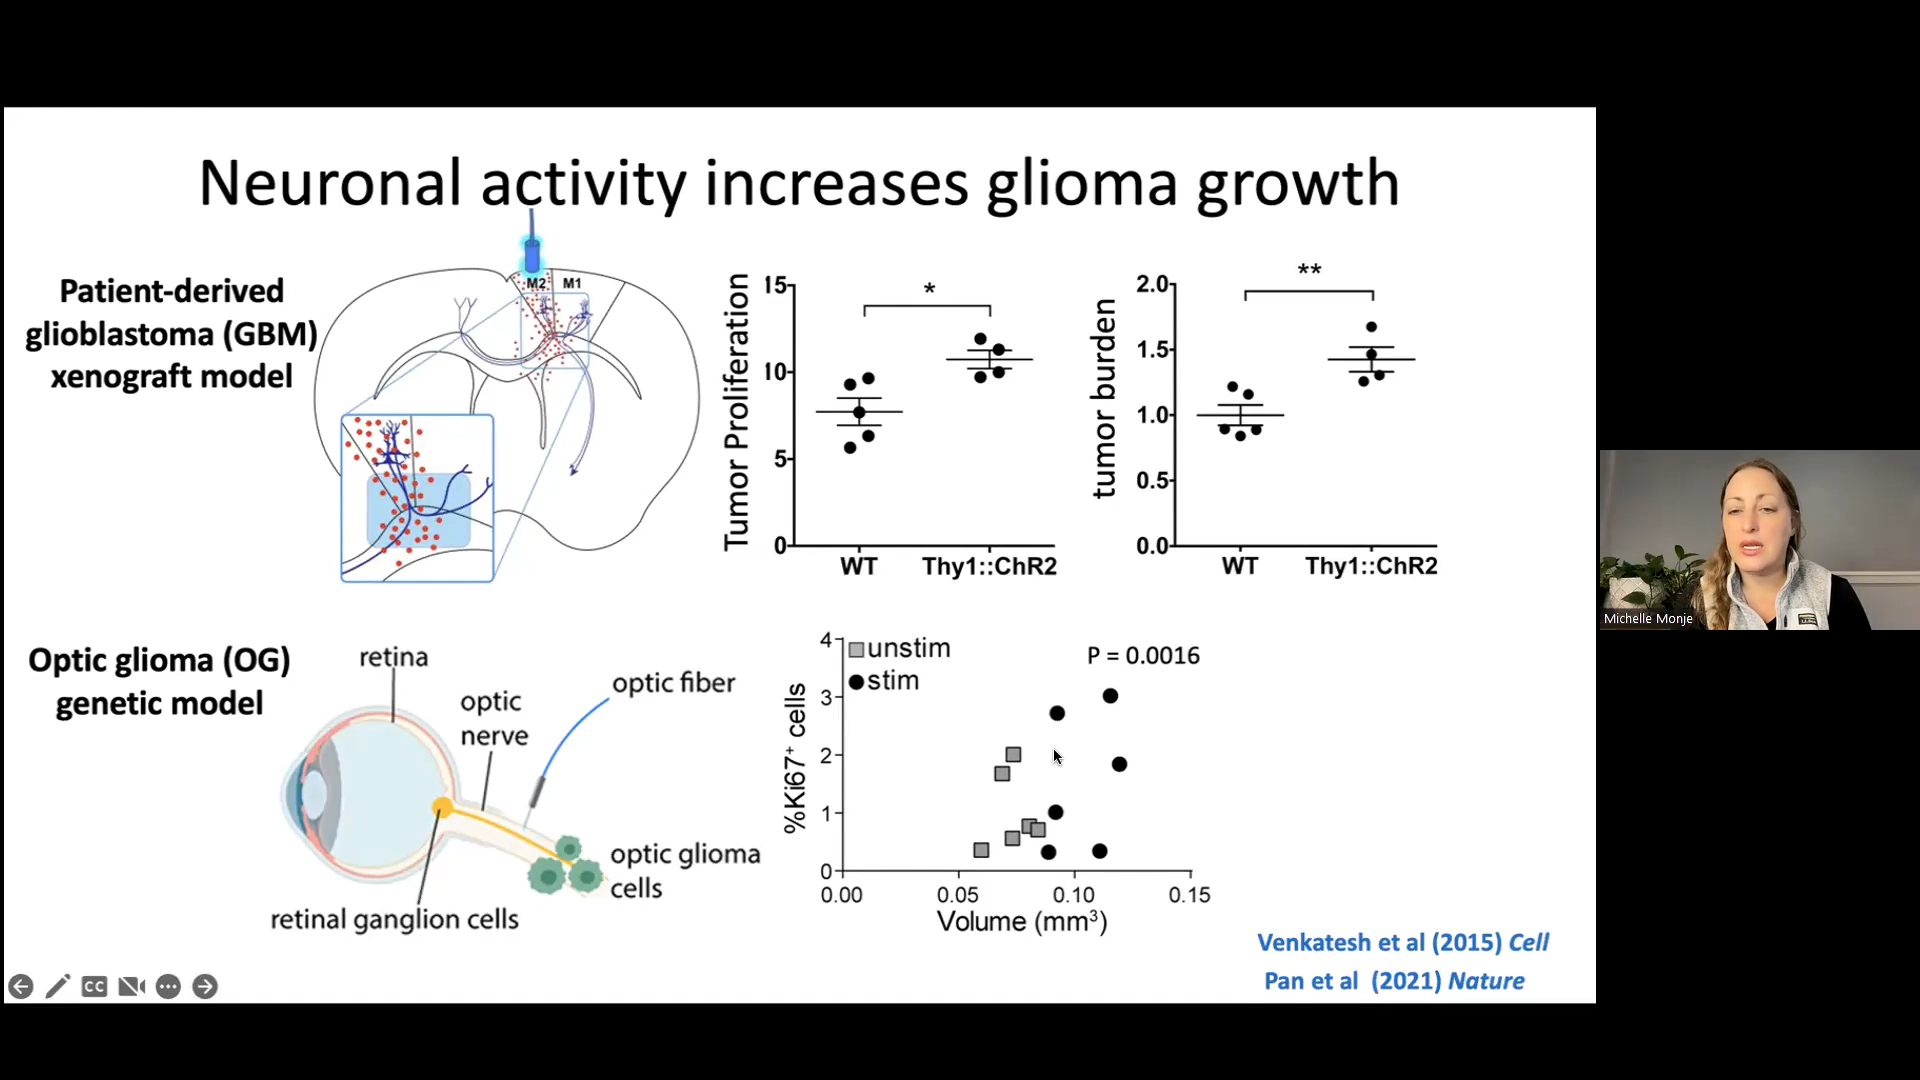 Neuronal activity increases glioma growth
Patient-derived
glioblastoma (GBM)
xenograft model
M2 M1
Tumor Proliferation
15
10
5
0
*
WT Thy1::ChR2
tumor burden
2.0
1.5
1.0
0.5
0.0
**
WT Thy1::ChR2
Optic glioma (OG)
genetic model
retina
optic
nerve
optic fiber
optic glioma
cells
retinal ganglion cells
%Ki67+ cells
4
3
2
1
0
unstim
stim
P = 0.0016
0.00 0.05 0.10 0.15
Volume (mm³)
Venkatesh et al (2015) Cell
Pan et al (2021) Nature
CC
Michelle Monje